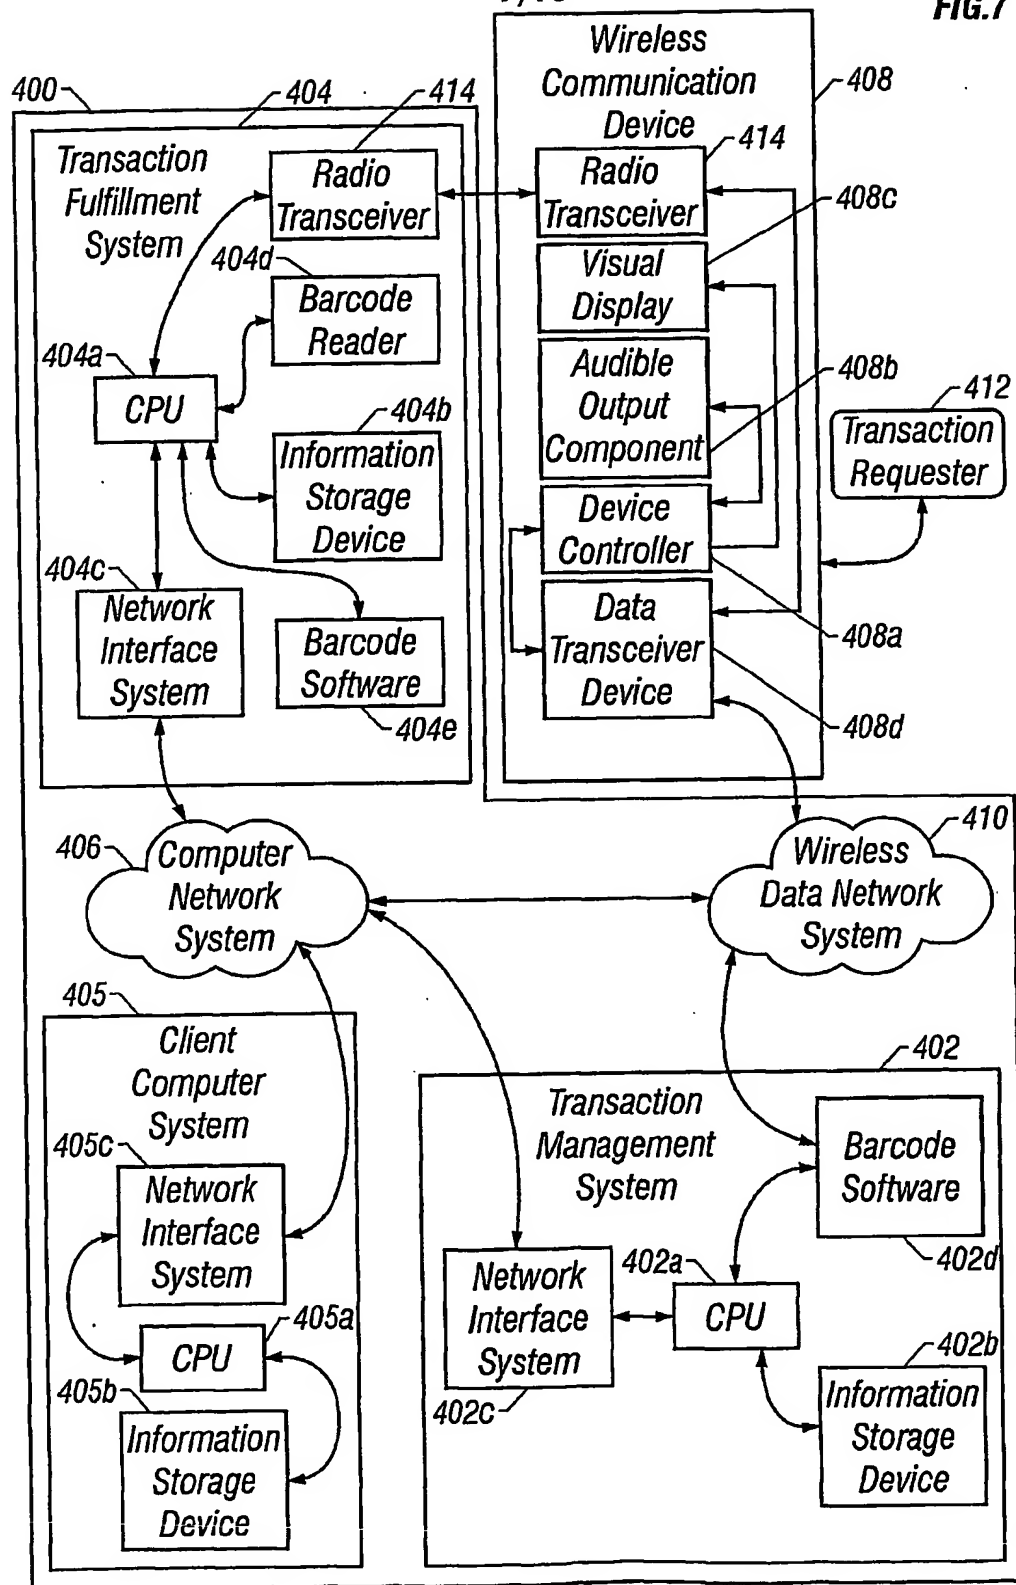 FIG.7
Wireless
Communication
Device
408
400
404
414
Transaction
Fulfillment
System
Radio
Transceiver
414
Radio
Transceiver
408c
404d
Barcode
Reader
Visual
Display
404a
CPU
Audible
Output
Component
408b
412
Transaction
Requester
404b
Information
Storage
Device
Device
Controller
408a
404c
Network
Interface
System
Barcode
Software
404e
Data
Transceiver
Device
408d
406
Computer
Network
System
410
Wireless
Data Network
System
405
Client
Computer
System
405c
Network
Interface
System
405a
CPU
405b
Information
Storage
Device
402
Transaction
Management
System
Barcode
Software
402d
402a
CPU
Network
Interface
System
402c
402b
Information
Storage
Device